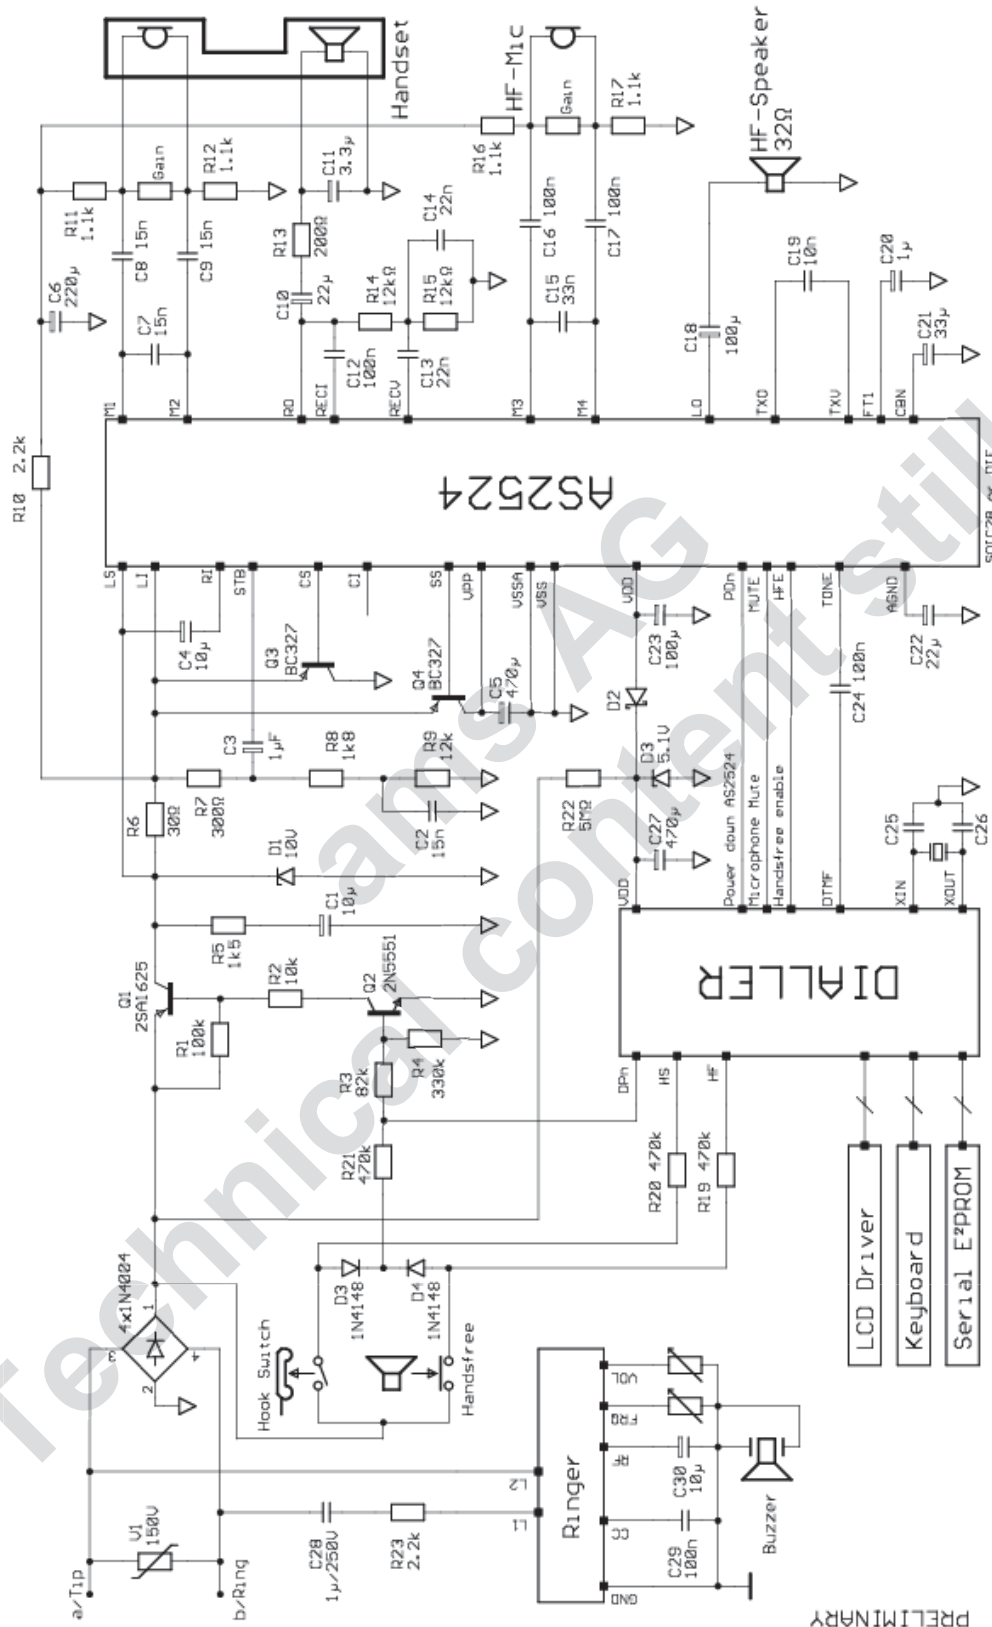 a/Tip
b/Ring
V1
150V
4x1N4004
1
2
3
4
C28
1µ/250V
R23
2.2k
Hook Switch
Handsfree
D3
1N4148
D4
1N4148
R21
470k
R3
82k
R4
330k
R1
100k
Q1
2SA1625
R2
10k
Q2
2N5551
R5
1k5
C1
10µ
D1
10V
R6
30Ω
R7
300Ω
C3
1µF
R8
1k8
R9
12k
C2
15n
C4
10µ
Q3
BC327
Q4
BC327
C5
470µ
R10 2.2k
LS
LI
RI
STB
CS
CI
SS
VPP
VSSA
VSS
VDD
PDn
MUTE
HFE
TONE
AGND
AS2524
SOIC28 or DIE
M1
M2
RO
RECI
RECV
M3
M4
LO
TXO
TXV
FT1
CBN
C6
220µ
C7
15n
C8 15n
C9 15n
R11
1.1k
Gain
R12
1.1k
Handset
R13
200Ω
C11
3.3µ
C10
22µ
C12
100n
R14
12kΩ
R15
12kΩ
C13
22n
C14
22n
HF-Mic
R16
1.1k
Gain
R17
1.1k
C16 100n
C17 100n
C15
33n
HF-Speaker
32Ω
C18
100µ
C19
10n
C20
1µ
C21
33µ
C23
100µ
D2
D3
5.1V
R22
5MΩ
C27
470µ
Power down AS2524
Microphone Mute
Handsfree enable
C24 100n
C22
22µ
C25
C26
VDD
DTMF
XIN
XOUT
DIALLER
DPn
HS
HF
R20 470k
R19 470k
LCD Driver
Keyboard
Serial E²PROM
Ringer
L2
L1
VOL
FRQ
RF
CC
GND
C30
10µ
C29
100n
Buzzer
PRELIMINARY
ams AG
Technical content still